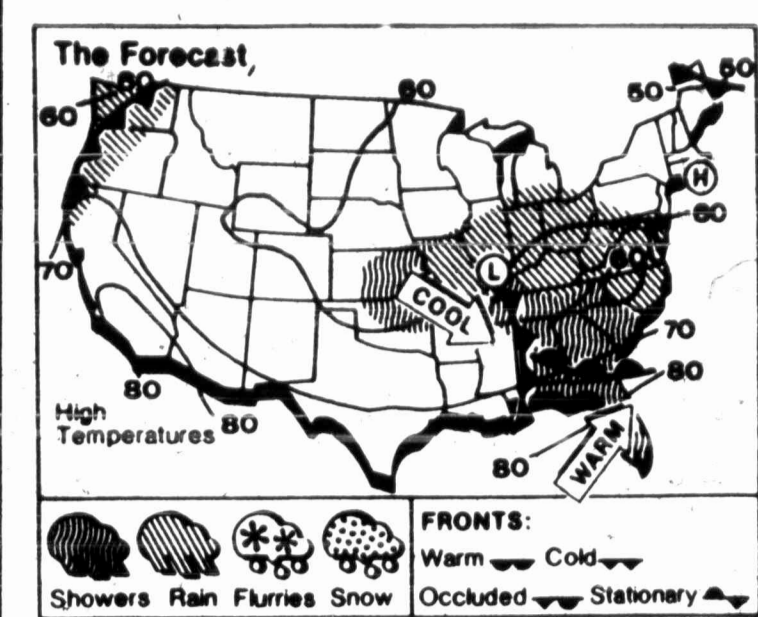 The Forecast,
60
60
60
50
50
H
60
70
L
60
COOL
70
80
80
80
High
Temperatures
80
WARM
Showers Rain Flurries Snow
FRONTS:
Warm Cold
Occluded Stationary